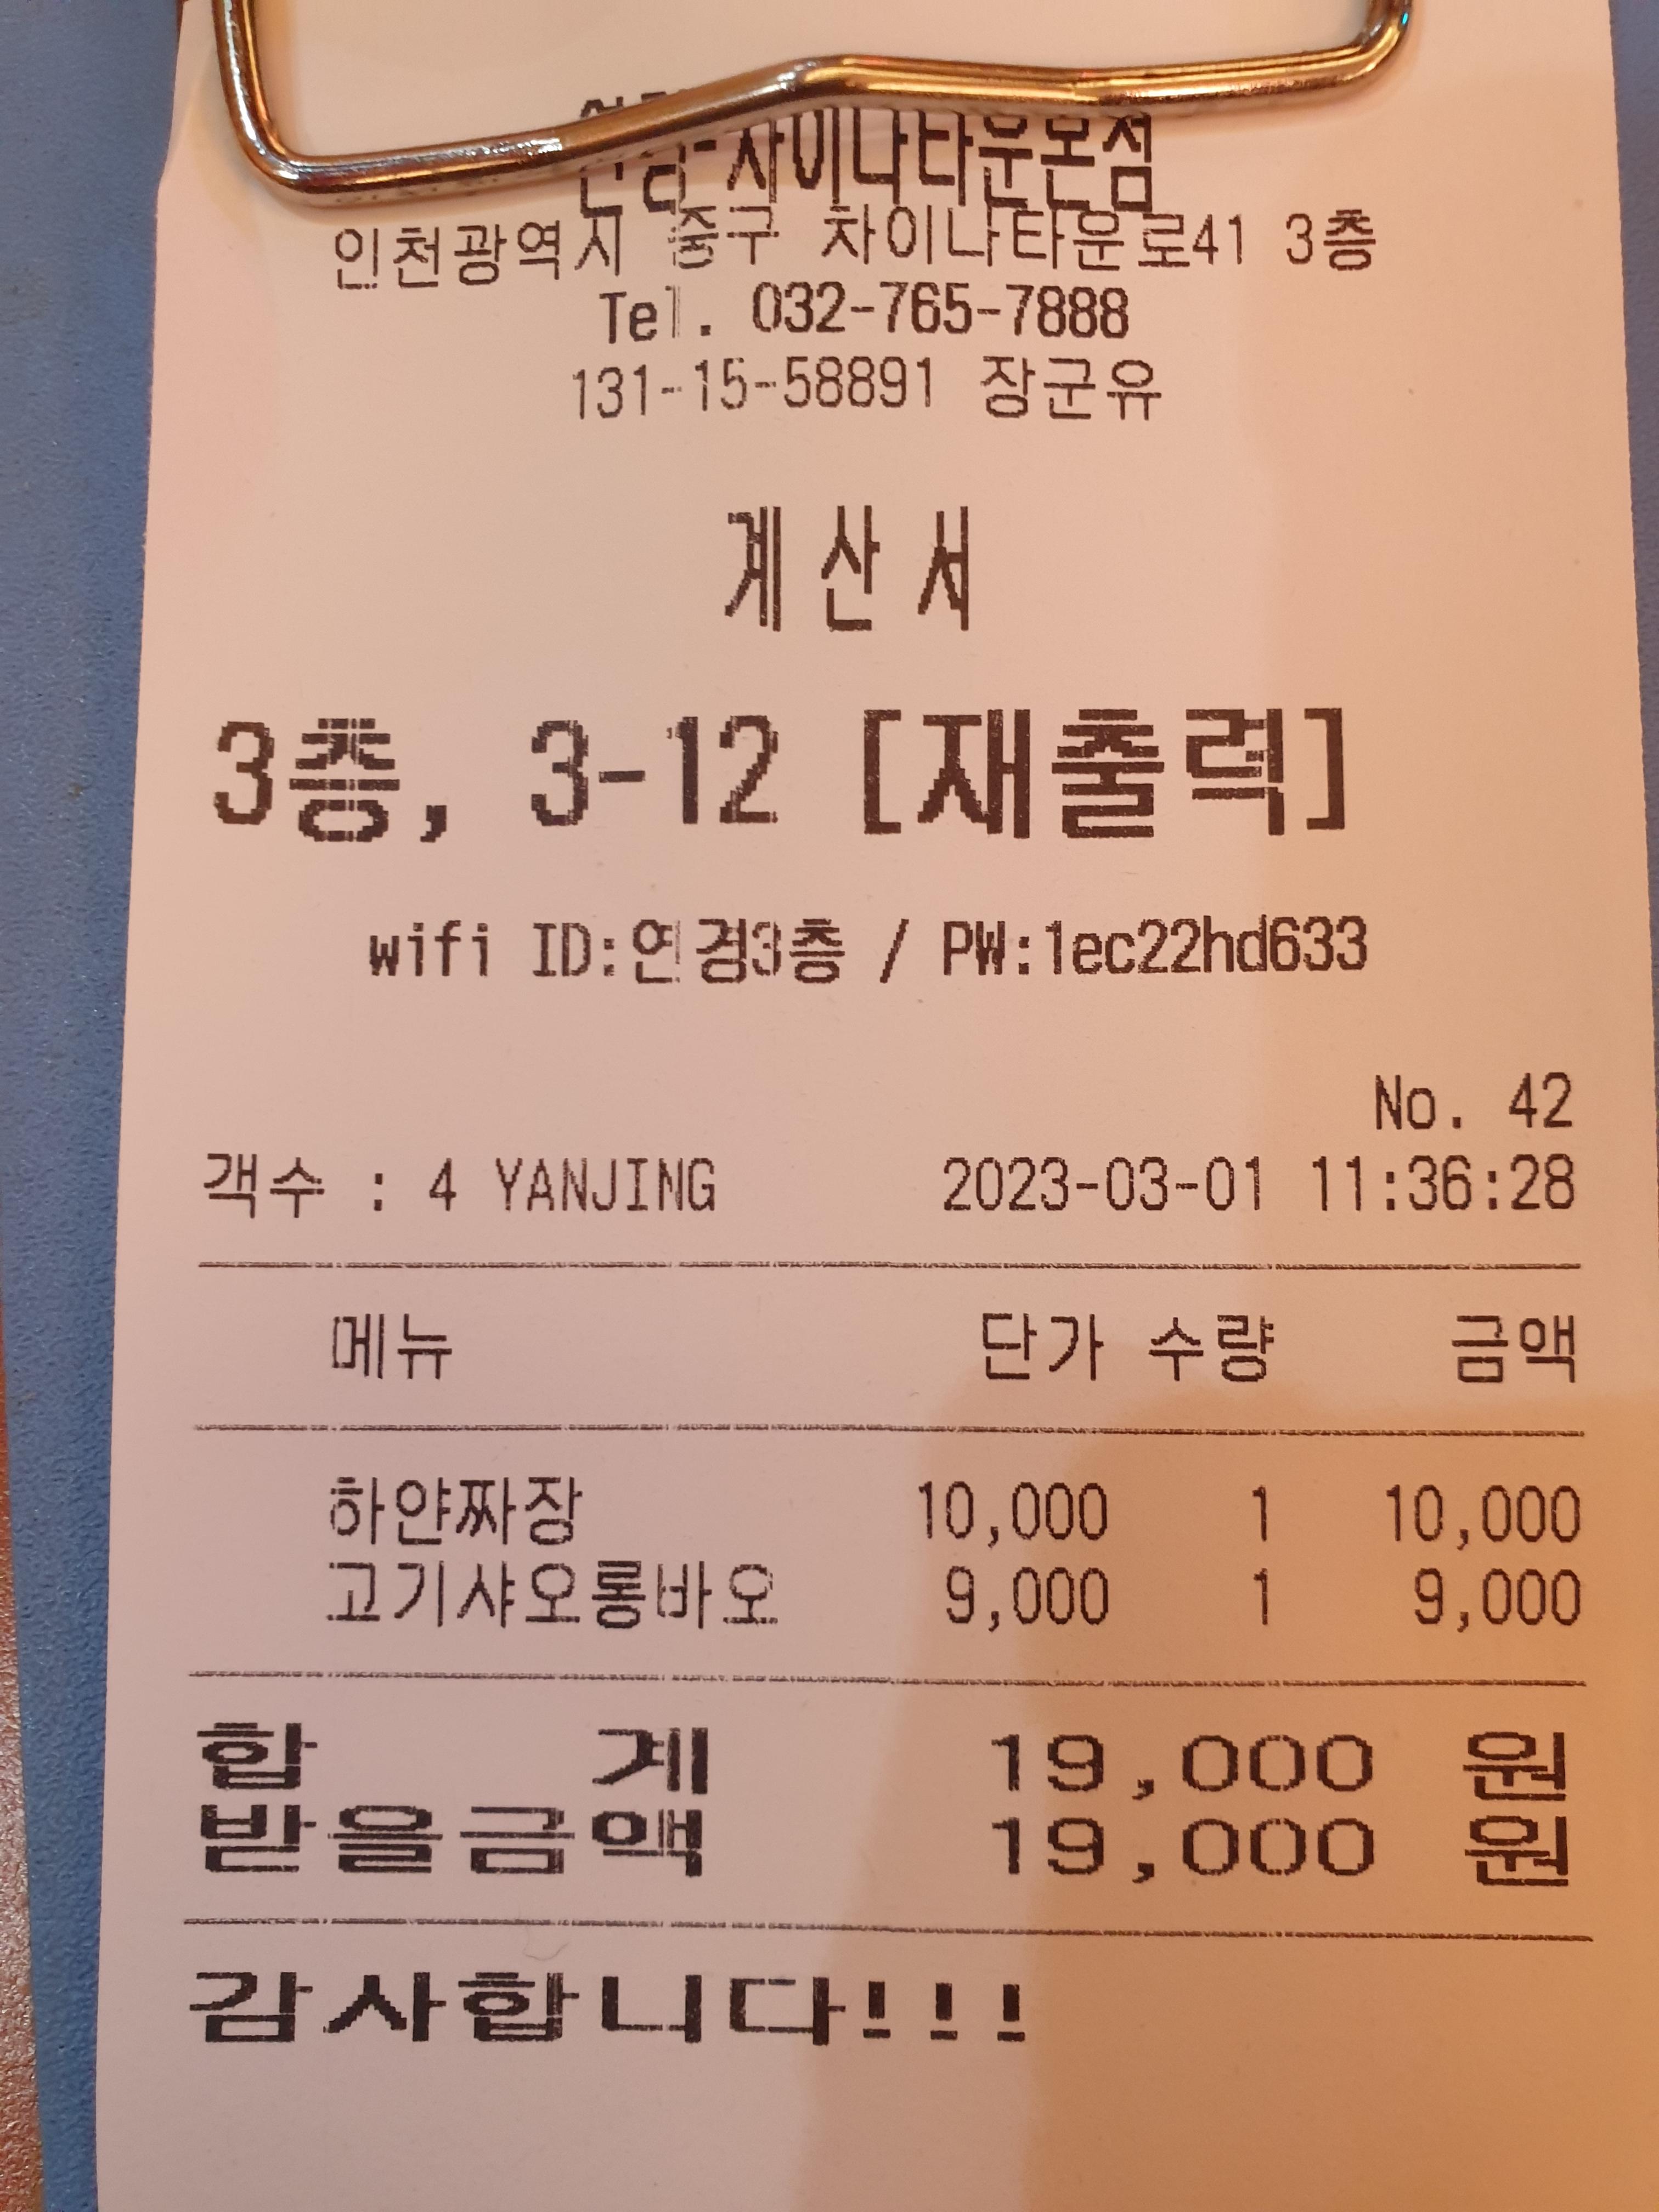 차이나타운본점
인천광역시 중구 차이나타운로41 3층
Tel. 032-765-7888
131-15-58891 장군유
계산서
3층, 3-12 [재출력]
wifi ID:연경3층 / PW:1ec22hd633
No. 42
객수 : 4 YANJING 2023-03-01 11:36:28
메뉴 단가 수량 금액
하얀짜장 10,000 1 10,000
고기샤오롱바오 9,000 1 9,000
합 계 19,000 원
받을금액 19,000 원
감사합니다!!!